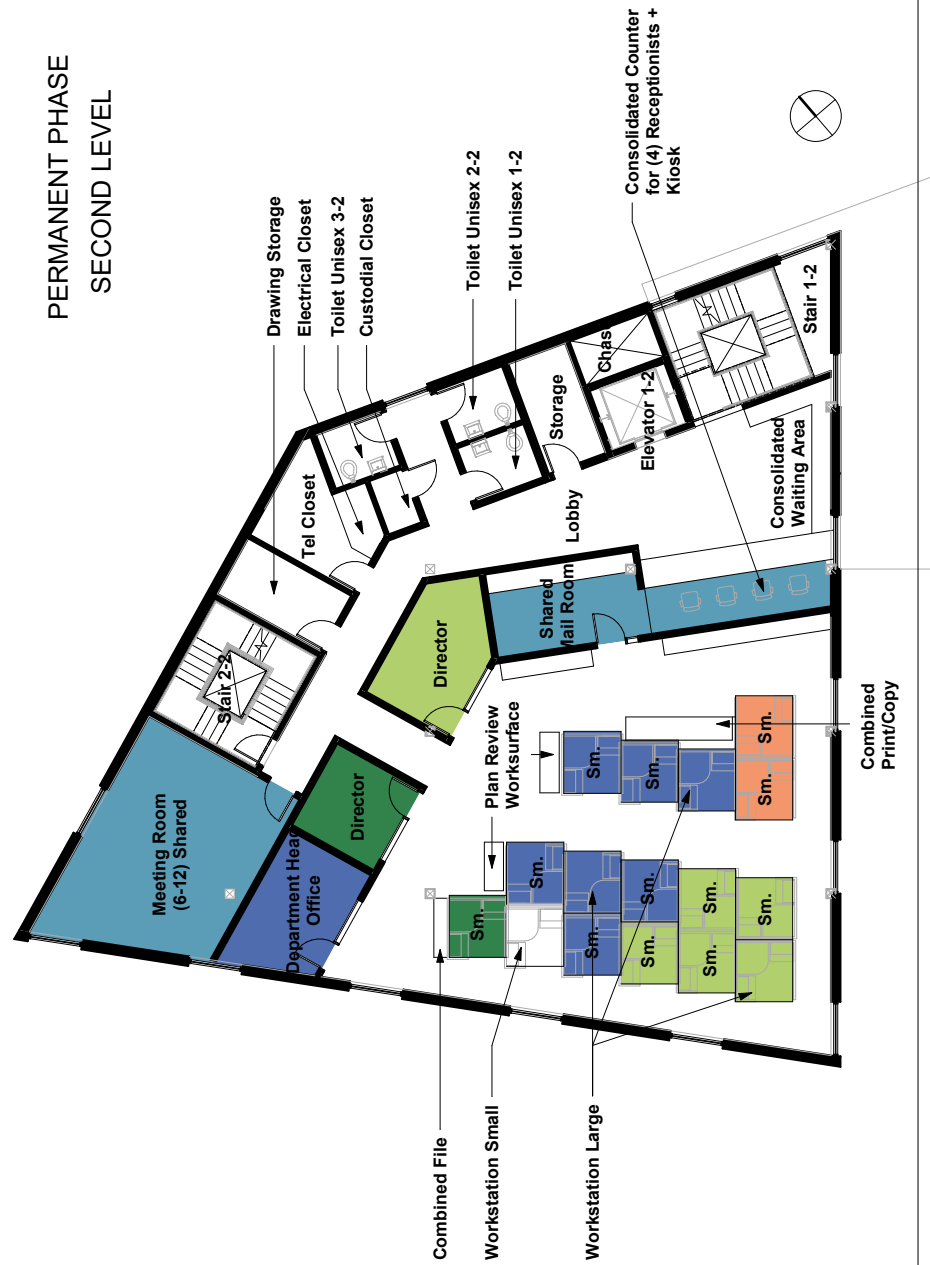 PERMANENT PHASE
SECOND LEVEL
Drawing Storage
Electrical Closet
Toilet Unisex 3-2
Custodial Closet
Toilet Unisex 2-2
Toilet Unisex 1-2
Consolidated Counter
for (4) Receptionists +
Kiosk
Tel Closet
Stair 2-2
Storage
Chas
Elevator 1-2
Stair 1-2
Lobby
Consolidated
Waiting Area
Meeting Room
(6-12) Shared
Director
Director
Department Head
Office
Shared
Mail Room
Plan Review
Worksurface
Sm.
Sm.
Sm.
Sm.
Sm.
Sm.
Sm.
Sm.
Sm.
Sm.
Sm.
Sm.
Sm.
Combined
Print/Copy
Combined File
Workstation Small
Workstation Large